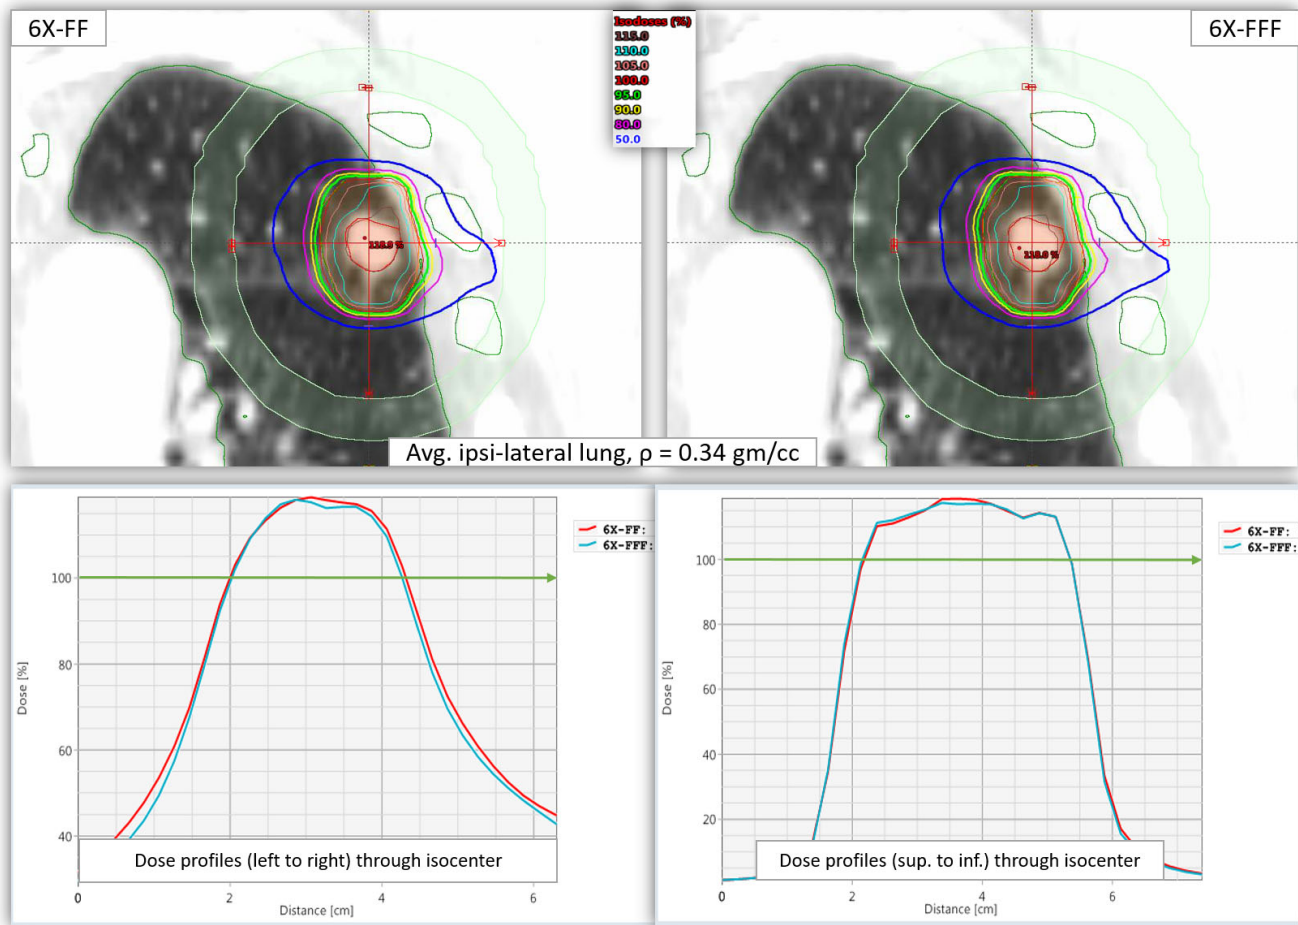 6X-FF
Isodoses (%)
115.0
110.0
105.0
100.0
95.0
90.0
80.0
50.0
6X-FFF
118.9 %
118.0 %
Avg. ipsi-lateral lung, ρ = 0.34 gm/cc
100
80
60
40
Dose [%]
0
2
4
6
Distance [cm]
6X-FF:
6X-FFF:
Dose profiles (left to right) through isocenter
100
80
60
40
20
Dose [%]
0
2
4
6
Distance [cm]
6X-FF:
6X-FFF:
Dose profiles (sup. to inf.) through isocenter